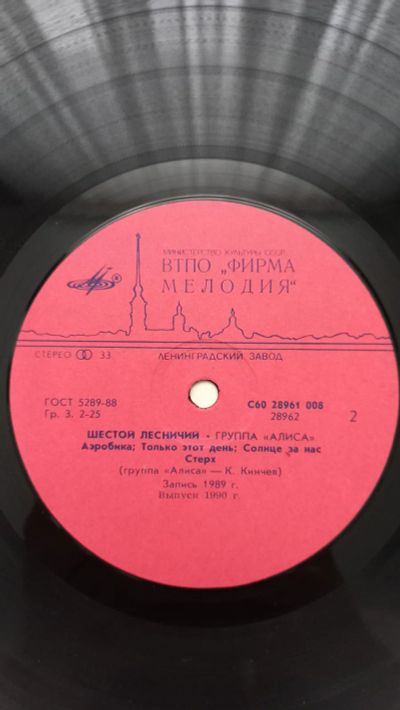 МИНИСТЕРСТВО КУЛЬТУРЫ СССР
ВТПО „ФИРМА
МЕЛОДИЯ“
®
СТЕРЕО 33
ЛЕНИНГРАДСКИЙ ЗАВОД
ГОСТ 5289-88
Гр. 3. 2-25
С60 28961 008
28962
2
ШЕСТОЙ ЛЕСНИЧИЙ - ГРУППА «АЛИСА»
Аэробика; Только этот день; Солнце за нас
Стерх
(группа «Алиса» — К. Кинчев)
Запись 1989 г.
Выпуск 1990 г.